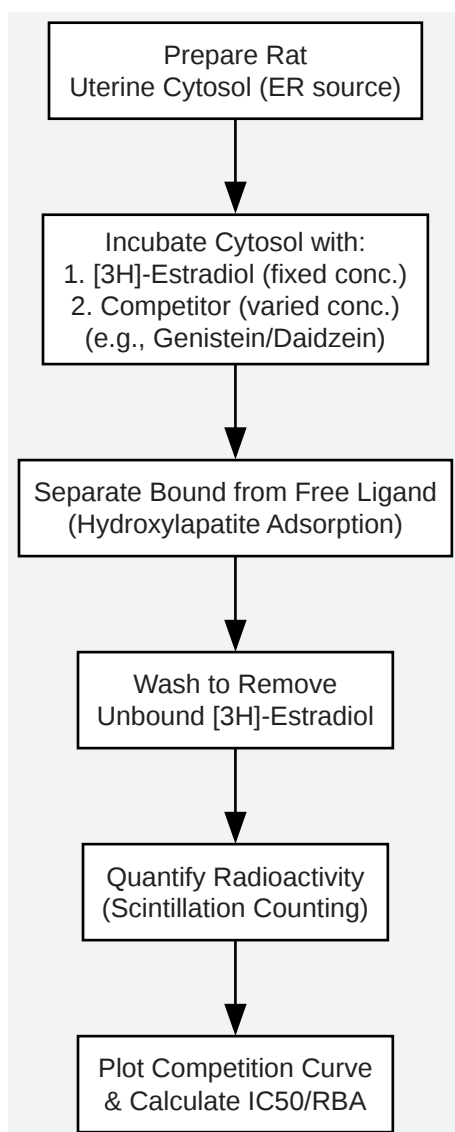 Prepare Rat
Uterine Cytosol (ER source)
Incubate Cytosol with:
1. [3H]-Estradiol (fixed conc.)
2. Competitor (varied conc.)
(e.g., Genistein/Daidzein)
Separate Bound from Free Ligand
(Hydroxylapatite Adsorption)
Wash to Remove
Unbound [3H]-Estradiol
Quantify Radioactivity
(Scintillation Counting)
Plot Competition Curve
& Calculate IC50/RBA